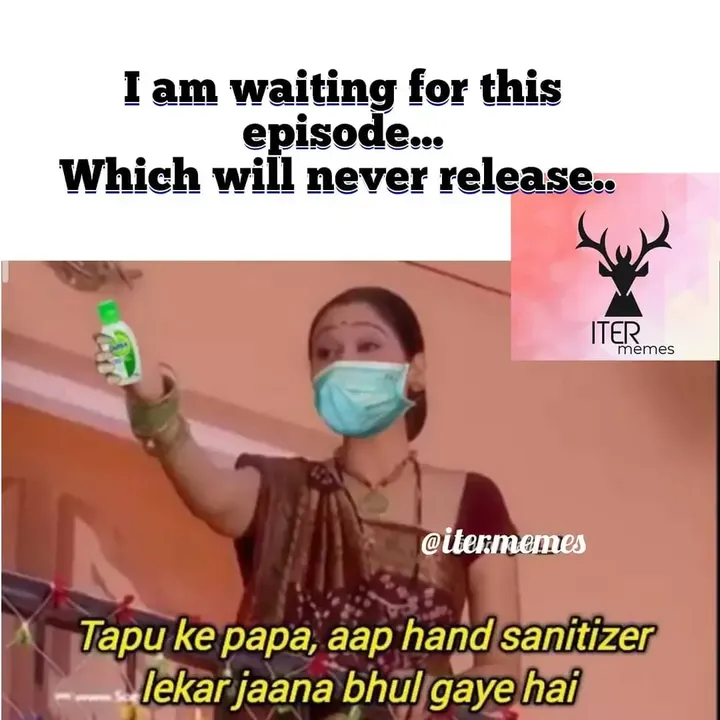 I am waiting for this
episode...
Which will never release..
ITER
memes
@itermemes
Tapu ke papa, aap hand sanitizer
lekar jaana bhul gaye hai